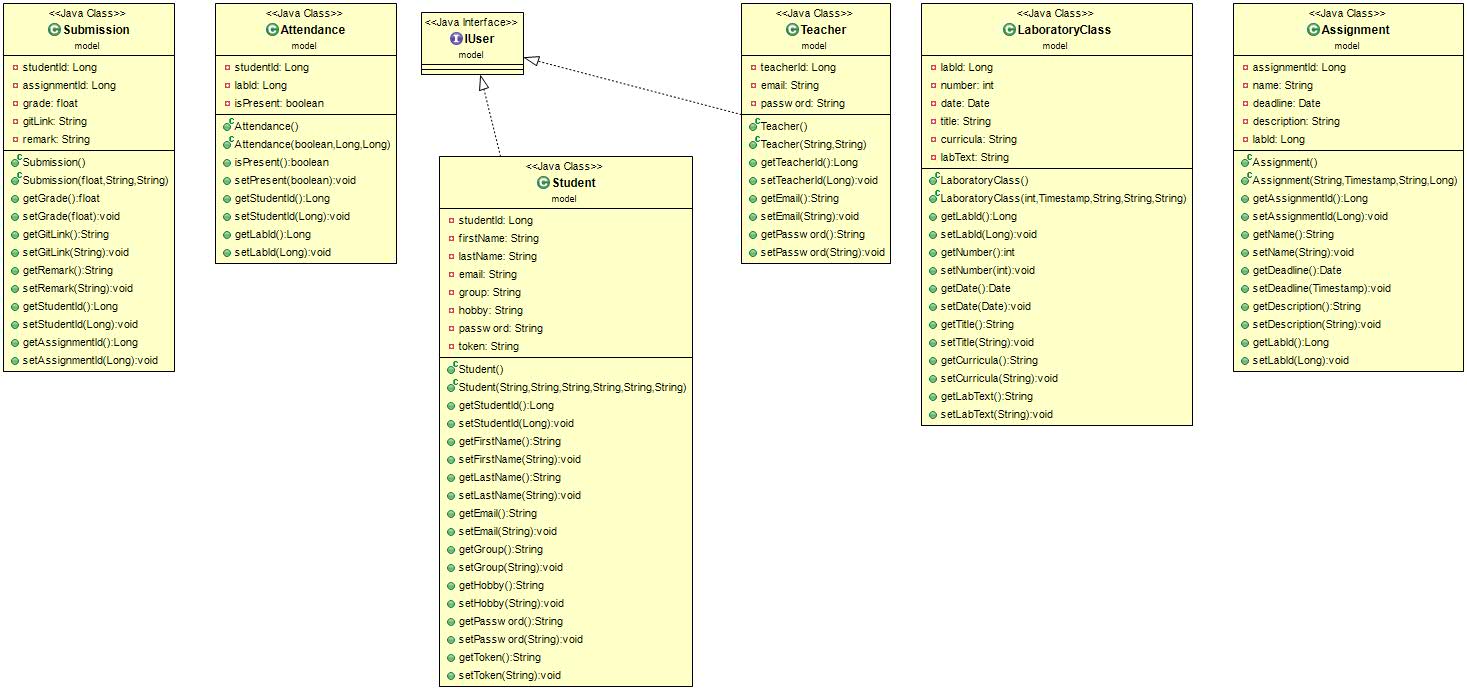 <<Java Class>>
Submission
model
studentId: Long
assignmentId: Long
grade: float
gitLink: String
remark: String
Submission()
Submission(float,String,String)
getGrade():float
setGrade(float):void
getGitLink():String
setGitLink(String):void
getRemark():String
setRemark(String):void
getStudentId():Long
setStudentId(Long):void
getAssignmentId():Long
setAssignmentId(Long):void
<<Java Class>>
Attendance
model
studentId: Long
labId: Long
isPresent: boolean
Attendance()
Attendance(boolean,Long,Long)
isPresent():boolean
setPresent(boolean):void
getStudentId():Long
setStudentId(Long):void
getLabId():Long
setLabId(Long):void
<<Java Interface>>
IUser
model
<<Java Class>>
Student
model
studentId: Long
firstName: String
lastName: String
email: String
group: String
hobby: String
password: String
token: String
Student()
Student(String,String,String,String,String,String)
getStudentId():Long
setStudentId(Long):void
getFirstName():String
setFirstName(String):void
getLastName():String
setLastName(String):void
getEmail():String
setEmail(String):void
getGroup():String
setGroup(String):void
getHobby():String
setHobby(String):void
getPassword():String
setPassword(String):void
getToken():String
setToken(String):void
<<Java Class>>
Teacher
model
teacherId: Long
email: String
password: String
Teacher()
Teacher(String,String)
getTeacherId():Long
setTeacherId(Long):void
getEmail():String
setEmail(String):void
getPassword():String
setPassword(String):void
<<Java Class>>
LaboratoryClass
model
labId: Long
number: int
date: Date
title: String
curricula: String
labText: String
LaboratoryClass()
LaboratoryClass(int,Timestamp,String,String,String)
getLabId():Long
setLabId(Long):void
getNumber():int
setNumber(int):void
getDate():Date
setDate(Date):void
getTitle():String
setTitle(String):void
getCurricula():String
setCurricula(String):void
getLabText():String
setLabText(String):void
<<Java Class>>
Assignment
model
assignmentId: Long
name: String
deadline: Date
description: String
labId: Long
Assignment()
Assignment(String,Timestamp,String,Long)
getAssignmentId():Long
setAssignmentId(Long):void
getName():String
setName(String):void
getDeadline():Date
setDeadline(Timestamp):void
getDescription():String
setDescription(String):void
getLabId():Long
setLabId(Long):void